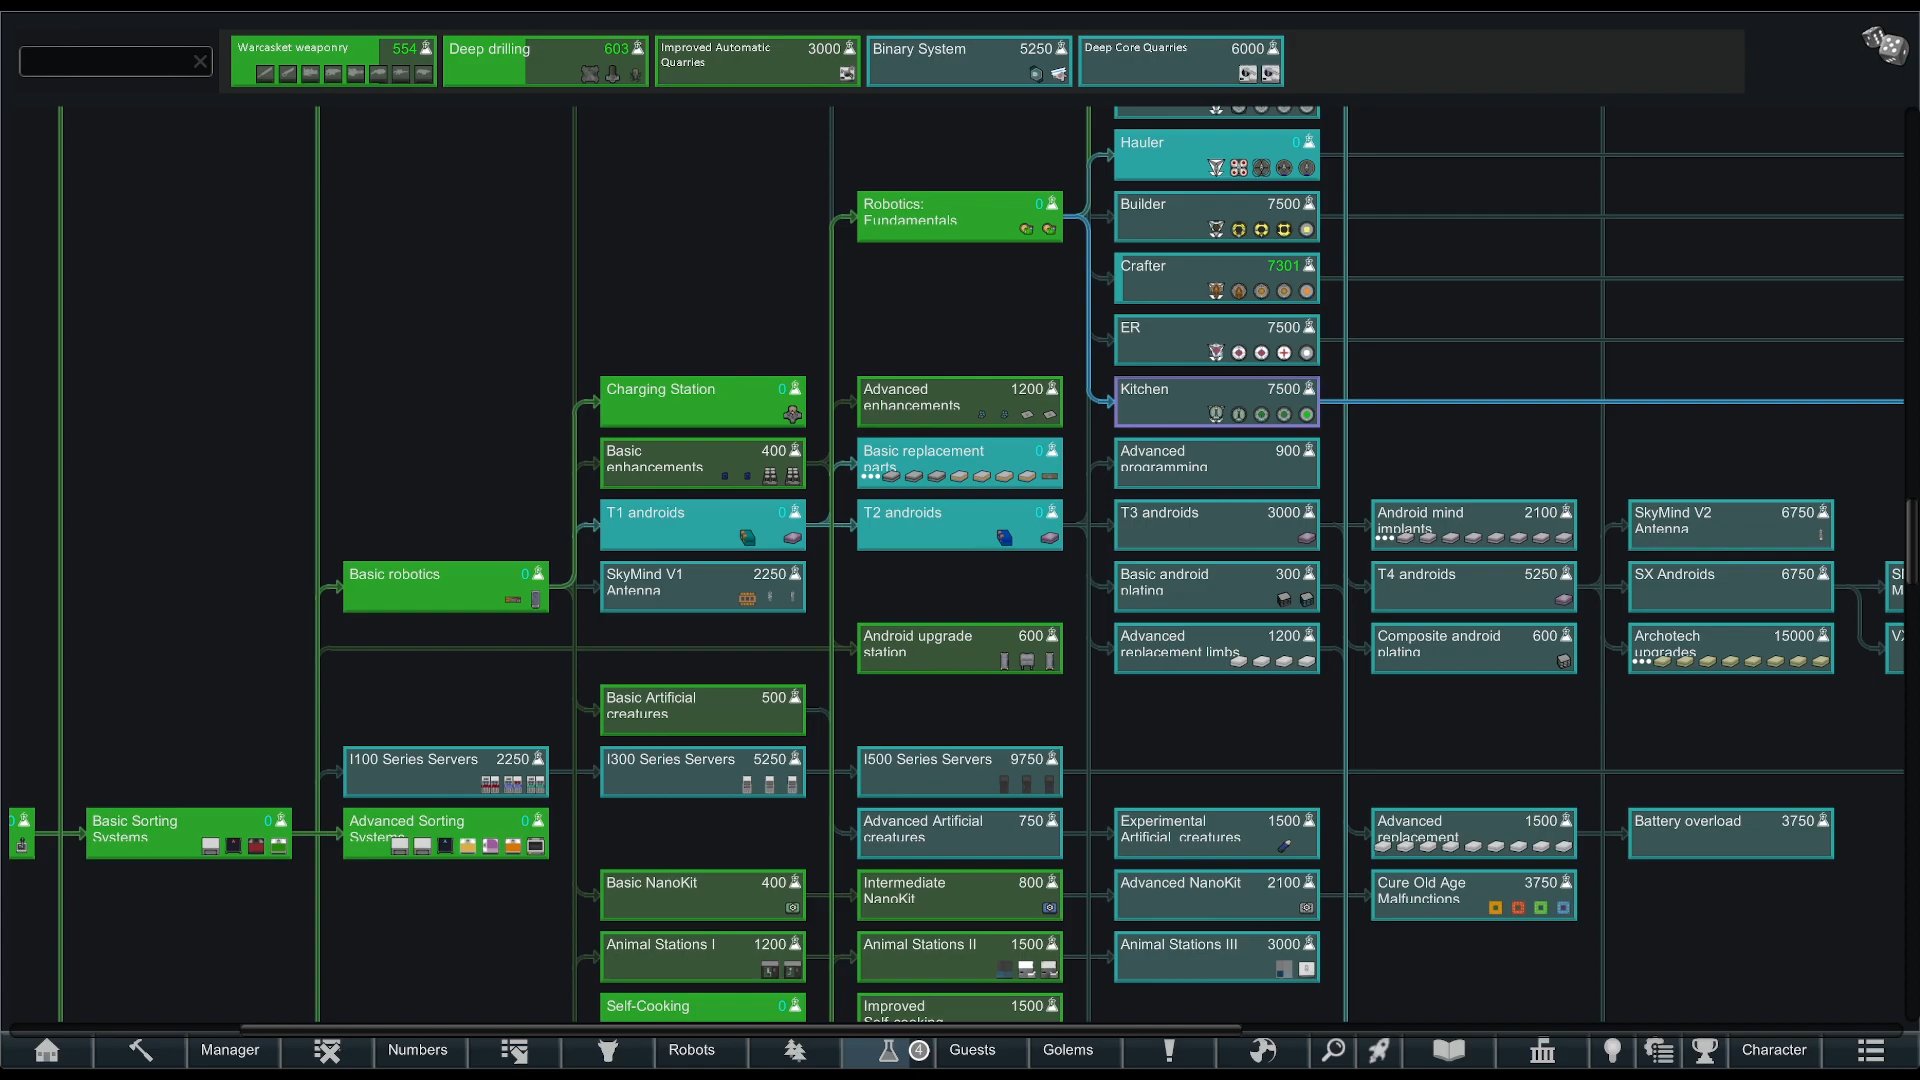 Warcasket weaponry 554
Deep drilling 603
Improved Automatic Quarries 3000
Binary System 5250
Deep Core Quarries 6000
Hauler 0
Robotics: Fundamentals 0
Builder 7500
Crafter 7301
ER 7500
Charging Station 0
Advanced enhancements 1200
Kitchen 7500
Basic enhancements 400
Basic replacement parts 0
Advanced programming 900
T1 androids 0
T2 androids 0
T3 androids 3000
Android mind implants 2100
SkyMind V2 Antenna 6750
Basic robotics 0
SkyMind V1 Antenna 2250
Basic android plating 300
T4 androids 5250
SX Androids 6750
Android upgrade station 600
Advanced replacement limbs 1200
Composite android plating 600
Archotech upgrades 15000
Basic Artificial creatures 500
I100 Series Servers 2250
I300 Series Servers 5250
I500 Series Servers 9750
0
Basic Sorting Systems 0
Advanced Sorting Systems 0
Advanced Artificial creatures 750
Experimental Artificial creatures 1500
Advanced replacement 1500
Battery overload 3750
Basic NanoKit 400
Intermediate NanoKit 800
Advanced NanoKit 2100
Cure Old Age Malfunctions 3750
Animal Stations I 1200
Animal Stations II 1500
Animal Stations III 3000
Self-Cooking 0
Improved Self-cooking 1500
Manager Numbers Robots 4 Guests Golems Character